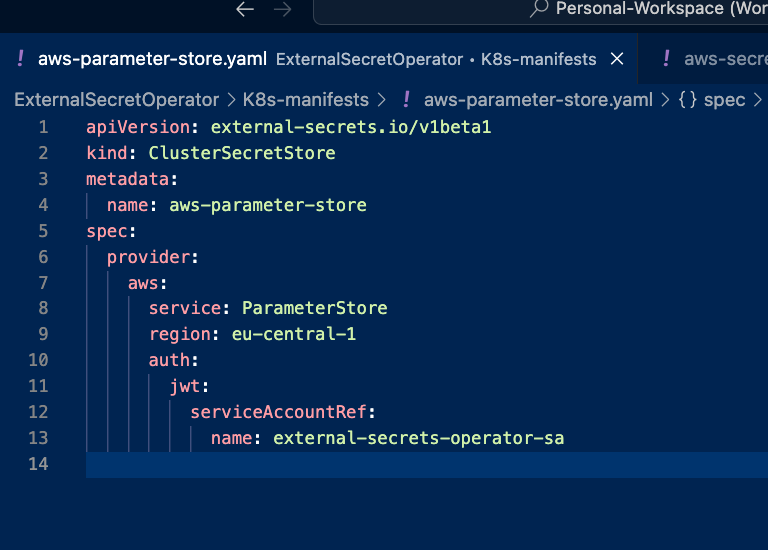 Personal-Workspace (Wor
! aws-parameter-store.yaml ExternalSecretOperator • K8s-manifests ! aws-secre
ExternalSecretOperator > K8s-manifests > ! aws-parameter-store.yaml > {} spec >
1 apiVersion: external-secrets.io/v1beta1
2 kind: ClusterSecretStore
3 metadata:
4   name: aws-parameter-store
5 spec:
6   provider:
7     aws:
8       service: ParameterStore
9       region: eu-central-1
10       auth:
11         jwt:
12           serviceAccountRef:
13             name: external-secrets-operator-sa
14